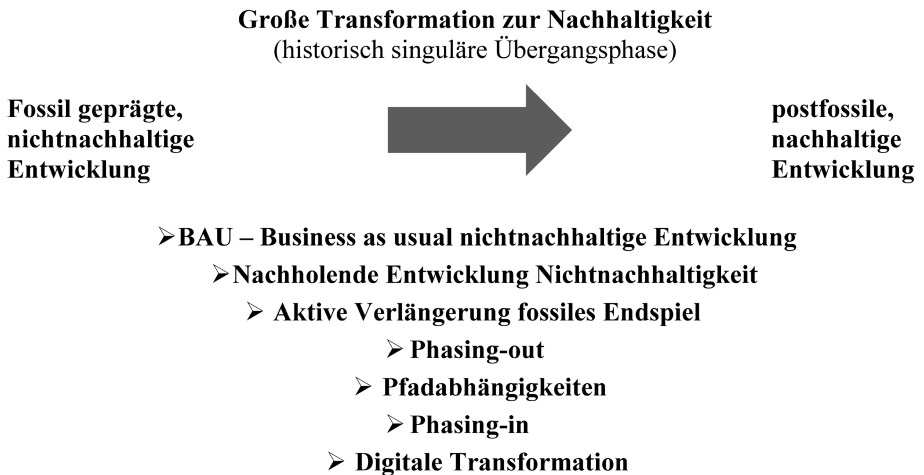 Große Transformation zur Nachhaltigkeit
(historisch singuläre Übergangsphase)
Fossil geprägte,
nichtnachhaltige
Entwicklung
postfossile,
nachhaltige
Entwicklung
➢BAU – Business as usual nichtnachhaltige Entwicklung
➢Nachholende Entwicklung Nichtnachhaltigkeit
➢ Aktive Verlängerung fossiles Endspiel
➢Phasing-out
➢ Pfadabhängigkeiten
➢Phasing-in
➢ Digitale Transformation